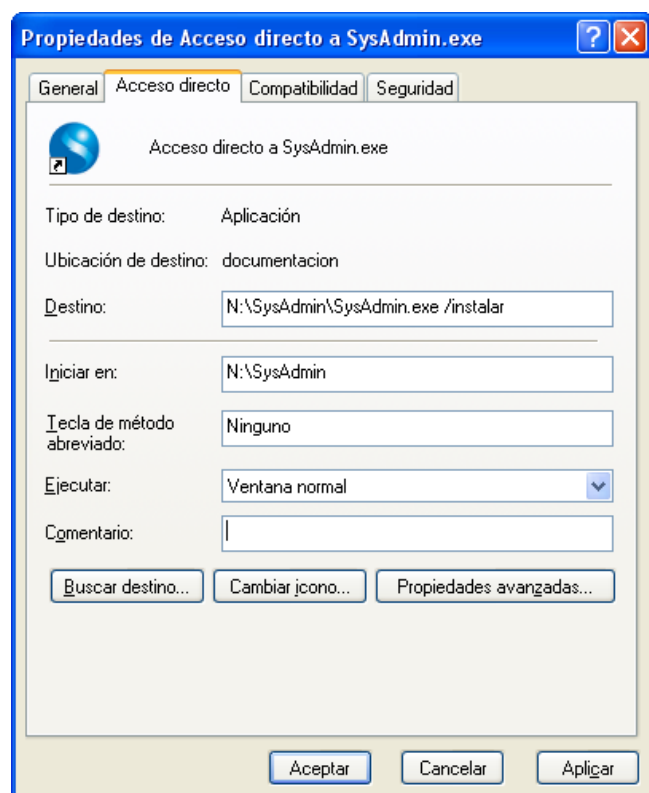 Propiedades de Acceso directo a SysAdmin.exe
General Acceso directo Compatibilidad Seguridad
Acceso directo a SysAdmin.exe
Tipo de destino: Aplicación
Ubicación de destino: documentacion
Destino: N:\SysAdmin\SysAdmin.exe /instalar
Iniciar en: N:\SysAdmin
Tecla de método abreviado: Ninguno
Ejecutar: Ventana normal
Comentario:
Buscar destino... Cambiar icono... Propiedades avanzadas...
Aceptar Cancelar Aplicar